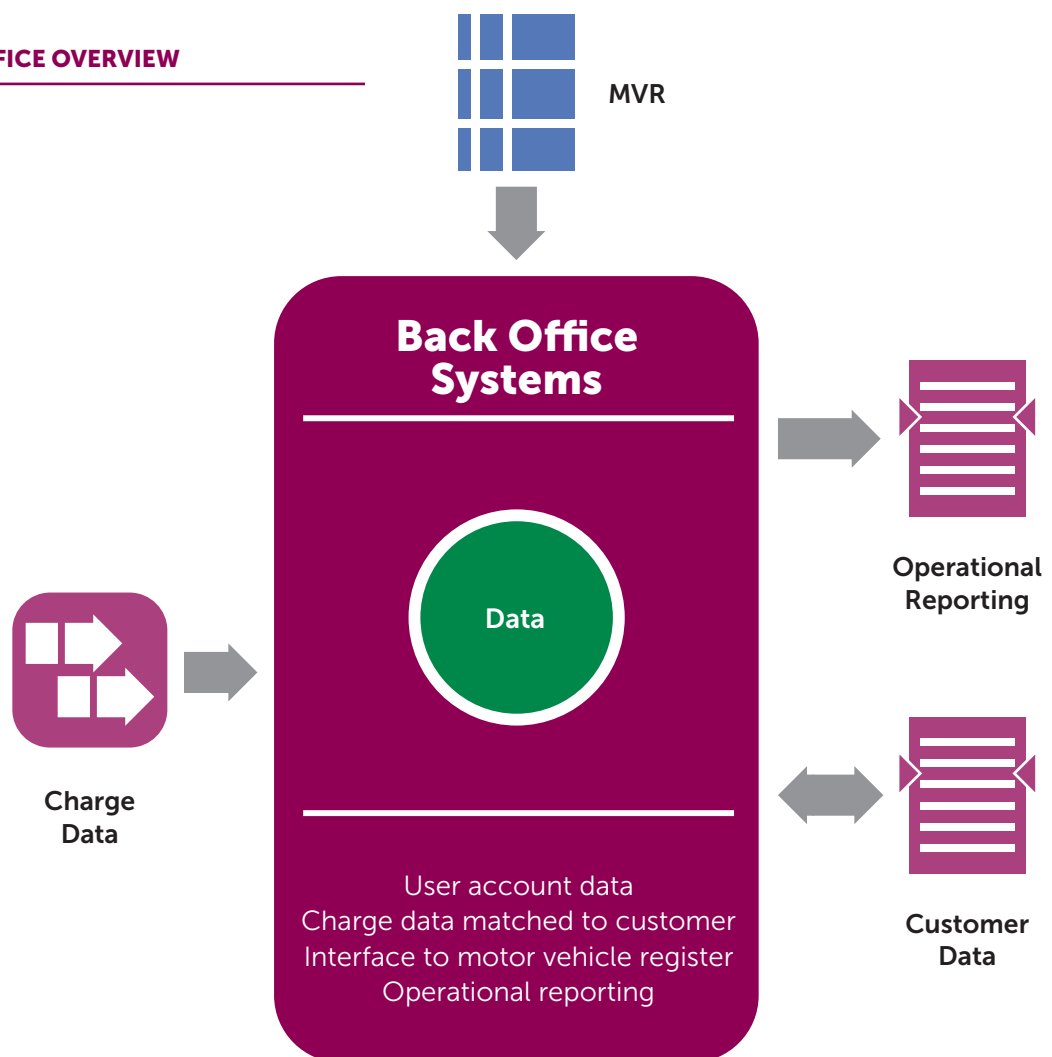 OVERVIEW
MVR
Back Office
Systems
Data
Operational
Reporting
Charge
Data
User account data
Charge data matched to customer
Interface to motor vehicle register
Operational reporting
Customer
Data